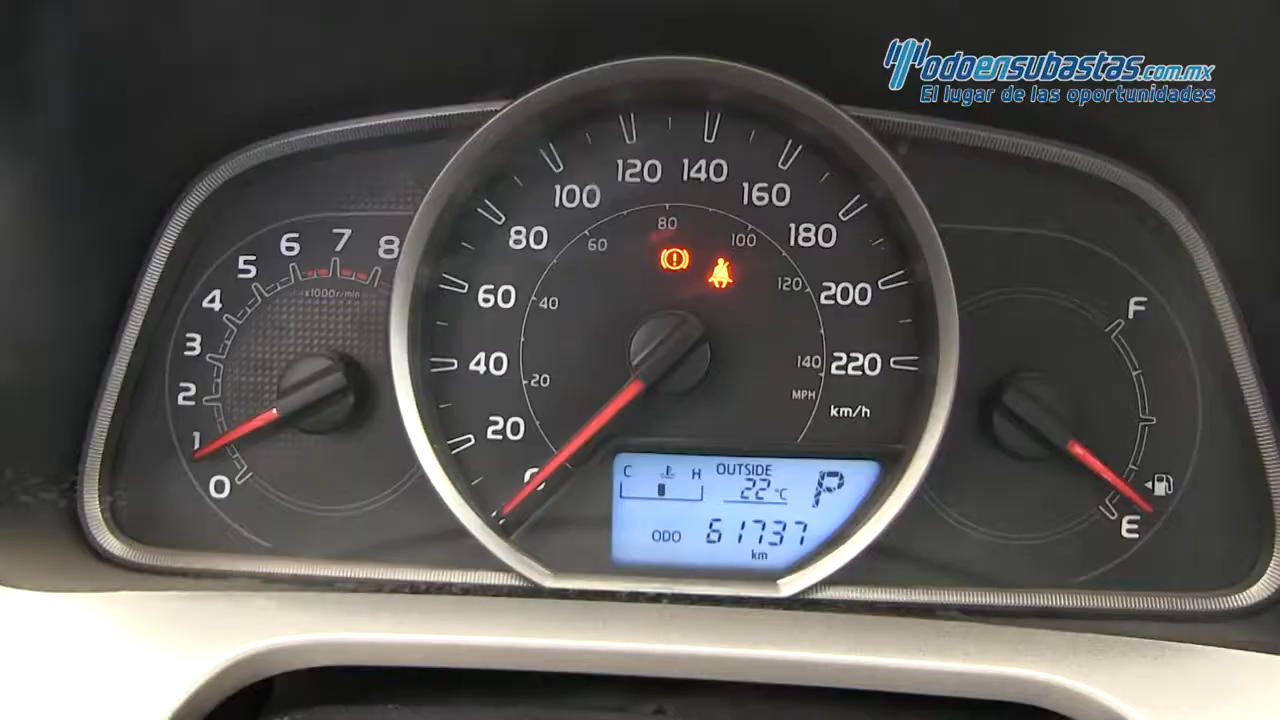 Todoensubastas.com.mx
El lugar de las oportunidades
0
1
2
3
4
5
6
7
8
x1000r/min
0
20
40
60
80
100
120
140
160
180
200
220
km/h
20
40
60
80
100
120
140
MPH
C H
OUTSIDE
22°C
P
ODO 61737
km
F
E